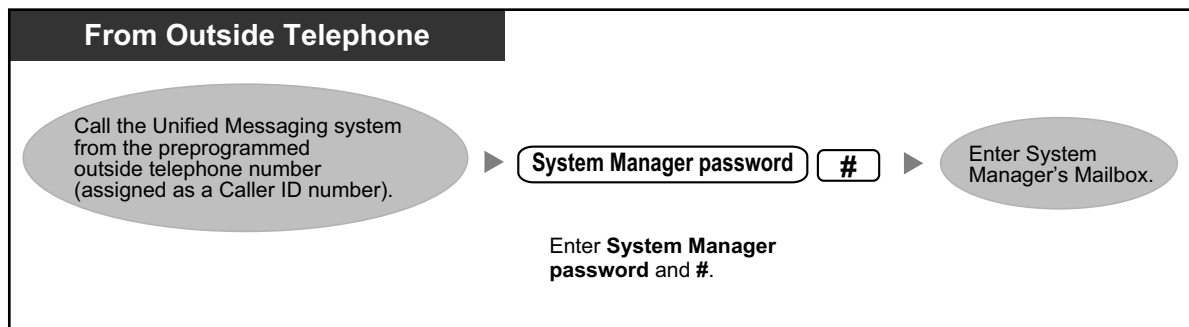 From Outside Telephone
Call the Unified Messaging system
from the preprogrammed
outside telephone number
(assigned as a Caller ID number).
System Manager password #
Enter System Manager
password and #.
Enter System
Manager’s Mailbox.